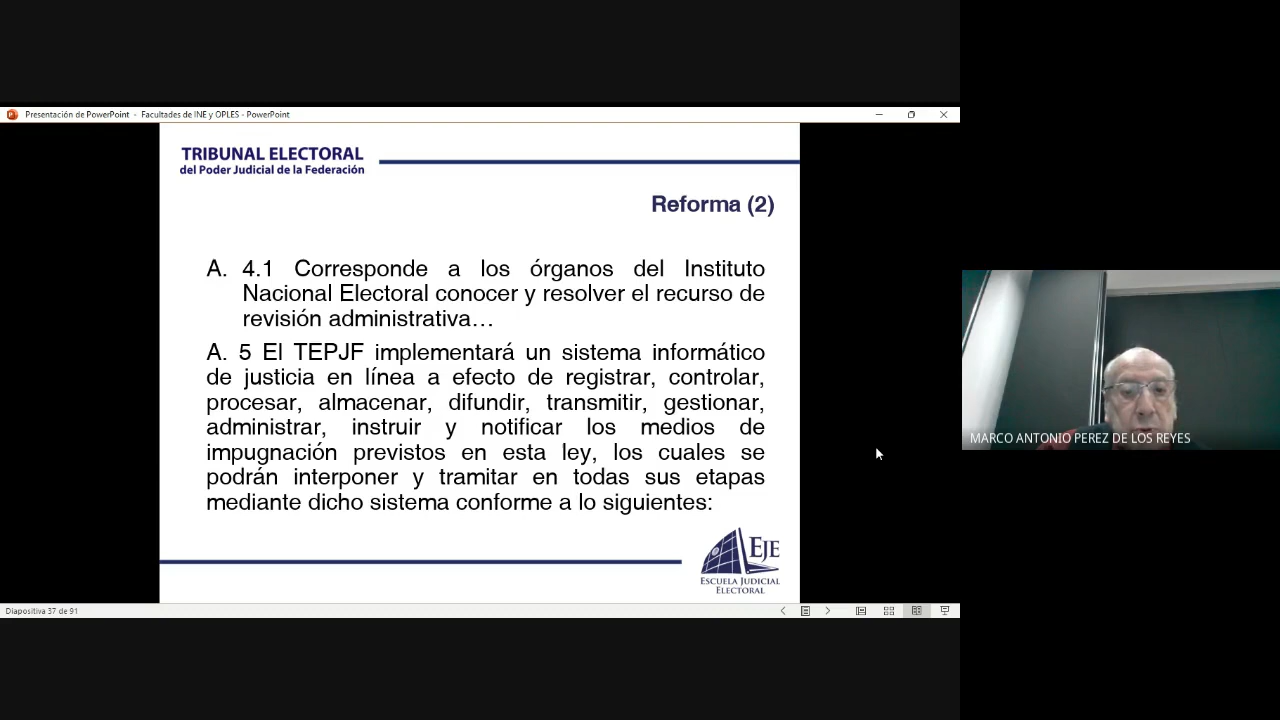 Presentación de PowerPoint - Facultades de INE y OPLES - PowerPoint
TRIBUNAL ELECTORAL
del Poder Judicial de la Federación
Reforma (2)
A. 4.1 Corresponde a los órganos del Instituto
Nacional Electoral conocer y resolver el recurso de
revisión administrativa…
A. 5 El TEPJF implementará un sistema informático
de justicia en línea a efecto de registrar, controlar,
procesar, almacenar, difundir, transmitir, gestionar,
administrar, instruir y notificar los medios de
impugnación previstos en esta ley, los cuales se
podrán interponer y tramitar en todas sus etapas
mediante dicho sistema conforme a lo siguientes:
EJE
ESCUELA JUDICIAL
ELECTORAL
Diapositiva 37 de 91
MARCO ANTONIO PEREZ DE LOS REYES